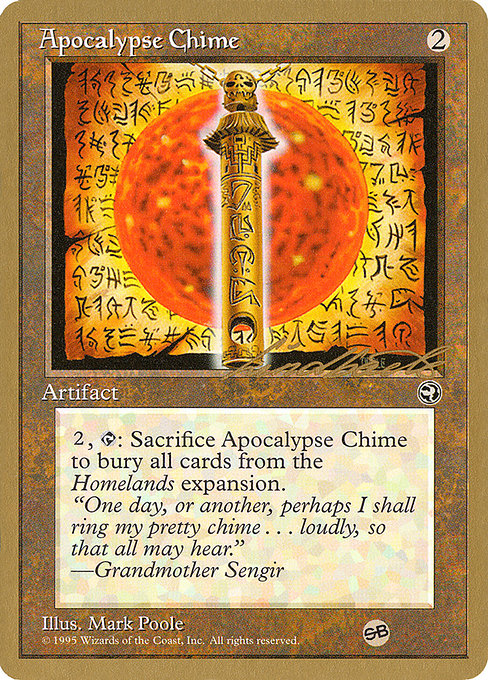 Apocalypse Chime
2
Artifact
2, : Sacrifice Apocalypse Chime
to bury all cards from the
Homelands expansion.
“One day, or another, perhaps I shall
ring my pretty chime . . . loudly, so
that all may hear.”
—Grandmother Sengir
Illus. Mark Poole
© 1995 Wizards of the Coast, Inc. All rights reserved.
SB